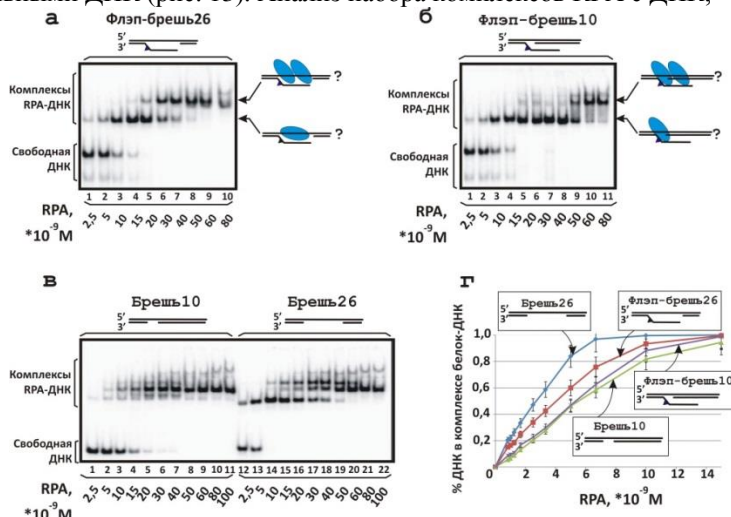 а
Флэп-брешь26
5'
3'
Комплексы
RPA-ДНК
Свободная
ДНК
?
?
1 2 3 4 5 6 7 8 9 10
RPA,
*10⁻⁹М
2,5 5 10 15 20 30 40 50 60 80
б
Флэп-брешь10
5'
3'
Комплексы
RPA-ДНК
Свободная
ДНК
?
?
1 2 3 4 5 6 7 8 9 10 11
RPA,
*10⁻⁹М
2,5 5 10 15 20 30 40 50 60 80
в
Брешь10
Брешь26
5'
3'
5'
3'
Комплексы
RPA-ДНК
Свободная
ДНК
1 2 3 4 5 6 7 8 9 10 11 12 13 14 15 16 17 18 19 20 21 22
RPA,
*10⁻⁹М
2,5 5 10 15 20 30 40 50 60 80 100 2,5 5 10 15 20 30 40 50 60 80 100
г
Брешь26
5'
3'
Флэп-брешь26
5'
3'
Флэп-брешь10
5'
3'
Брешь10
5'
3'
% ДНК в комплексе белок-ДНК
1,0
0,8
0,6
0,4
0,2
0 2 4 6 8 10 12 14
RPA, *10⁻⁹М